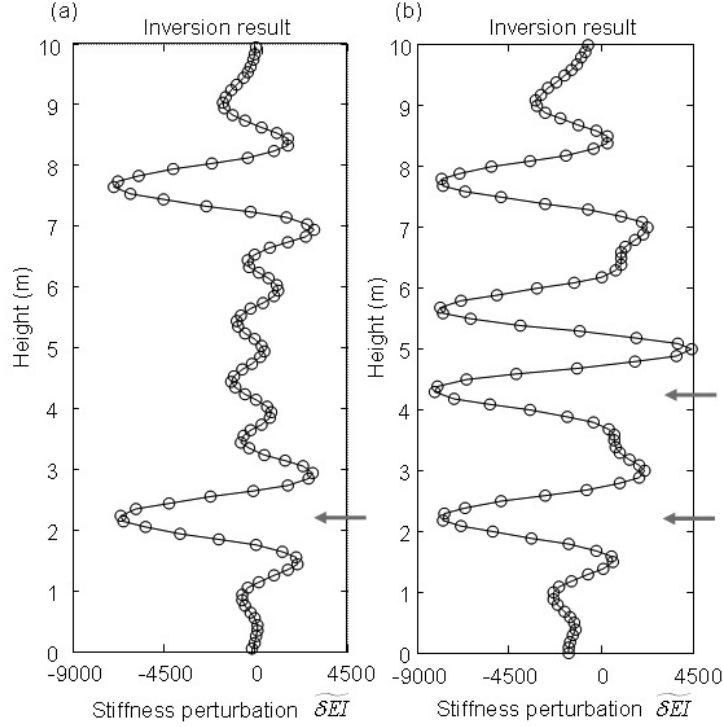 (a)
Inversion result
10
9
8
7
6
5
4
3
2
1
0
Height (m)
-9000 -4500 0 4500
Stiffness perturbation δEI
(b)
Inversion result
10
9
8
7
6
5
4
3
2
1
0
Height (m)
-9000 -4500 0 4500
Stiffness perturbation δEI